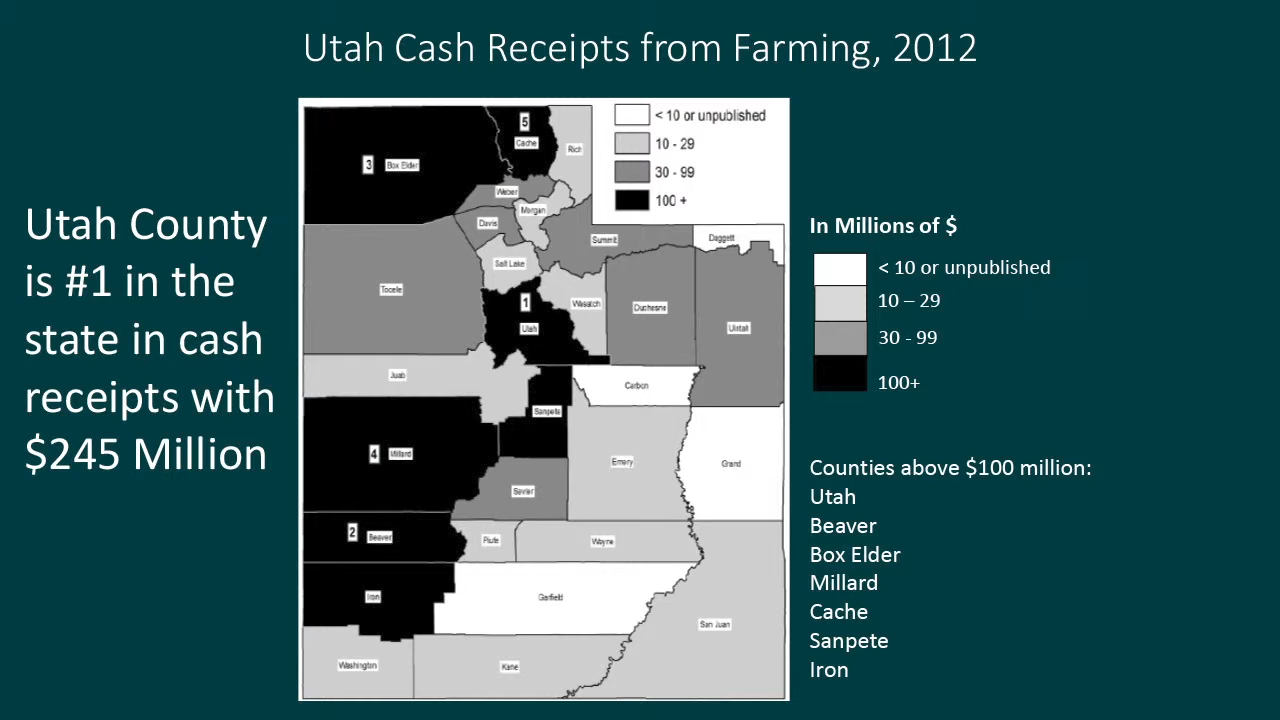 Utah Cash Receipts from Farming, 2012
Utah County
is #1 in the
state in cash
receipts with
$245 Million
< 10 or unpublished
10 - 29
30 - 99
100 +
5
Cache
Rich
3
Box Elder
Weber
Morgan
Davis
Summit
Daggett
Salt Lake
Tooele
1
Utah
Wasatch
Duchesne
Uintah
Juab
Carbon
Sanpete
4
Millard
Emery
Grand
Sevier
2
Beaver
Piute
Wayne
Iron
Garfield
San Juan
Washington
Kane
In Millions of $
< 10 or unpublished
10 – 29
30 - 99
100+
Counties above $100 million:
Utah
Beaver
Box Elder
Millard
Cache
Sanpete
Iron